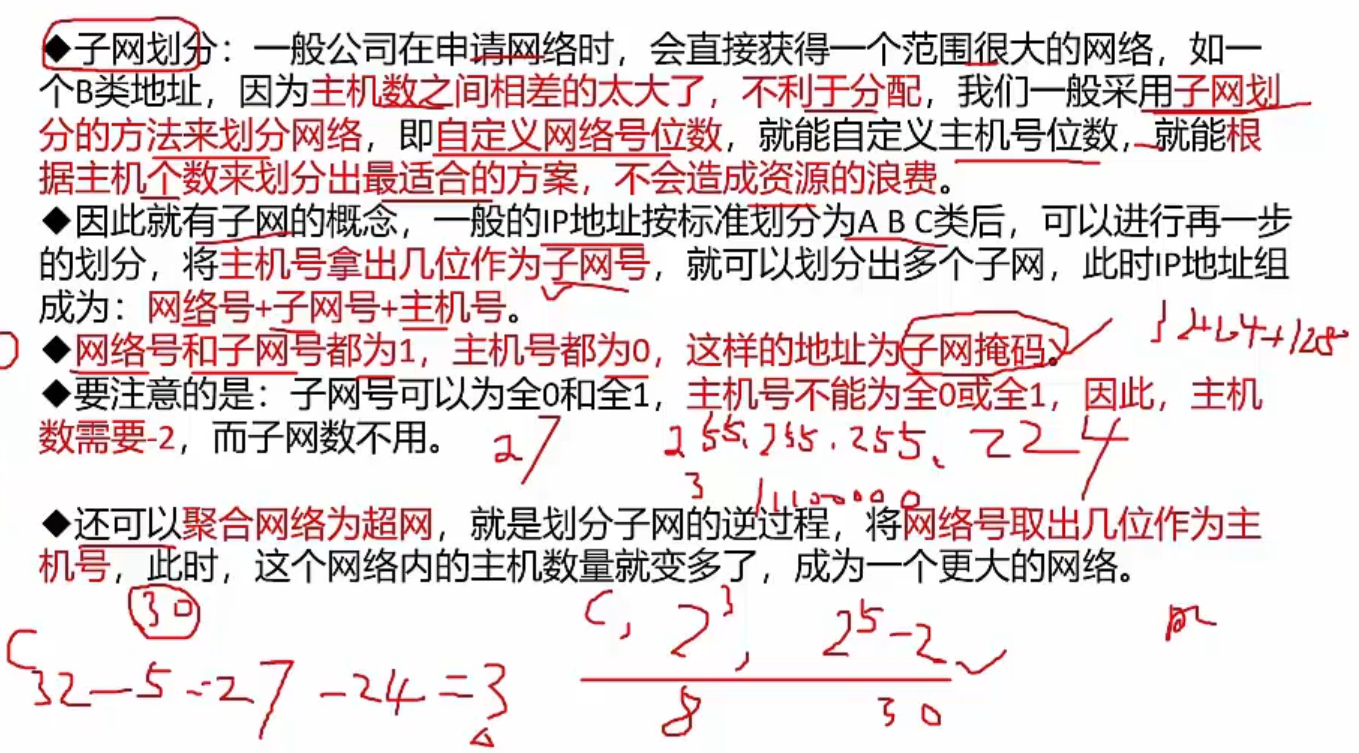 ◆子网划分：一般公司在申请网络时，会直接获得一个范围很大的网络，如一
个B类地址，因为主机数之间相差的太大了，不利于分配，我们一般采用子网划
分的方法来划分网络，即自定义网络号位数，就能自定义主机号位数，就能根
据主机个数来划分出最适合的方案，不会造成资源的浪费。
◆因此就有子网的概念，一般的IP地址按标准划分为A B C类后，可以进行再一步
的划分，将主机号拿出几位作为子网号，就可以划分出多个子网，此时IP地址组
成为：网络号+子网号+主机号。
◆网络号和子网号都为1，主机号都为0，这样的地址为子网掩码。
◆要注意的是：子网号可以为全0和全1，主机号不能为全0或全1，因此，主机
数需要-2，而子网数不用。
27 255.255.255.224
3 11100000
◆还可以聚合网络为超网，就是划分子网的逆过程，将网络号取出几位作为主
机号，此时，这个网络内的主机数量就变多了，成为一个更大的网络。
30
C, 2³, 2⁵-2
C 32-5=27-24=3
8 30